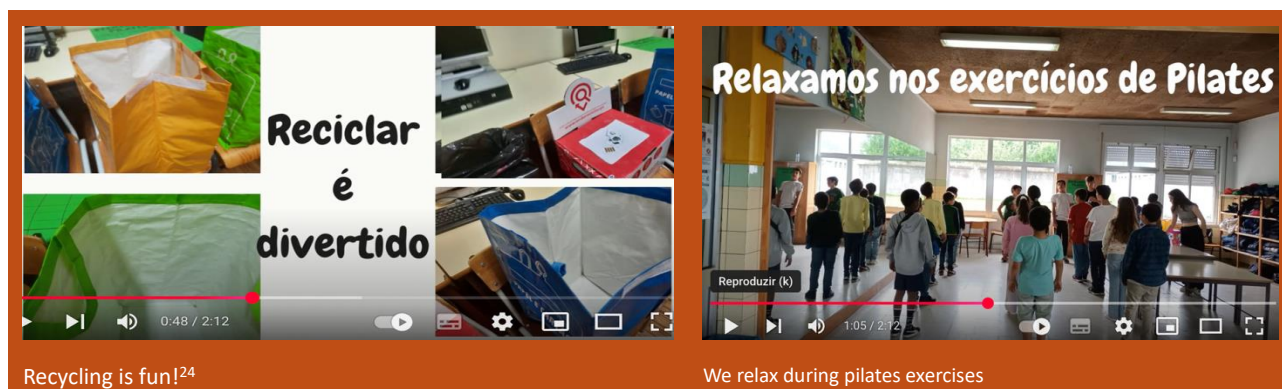 Reciclar
é
divertido
0:48 / 2:12
Relaxamos nos exercícios de Pilates
Reproduzir (k)
1:05 / 2:12
Recycling is fun!24
We relax during pilates exercises